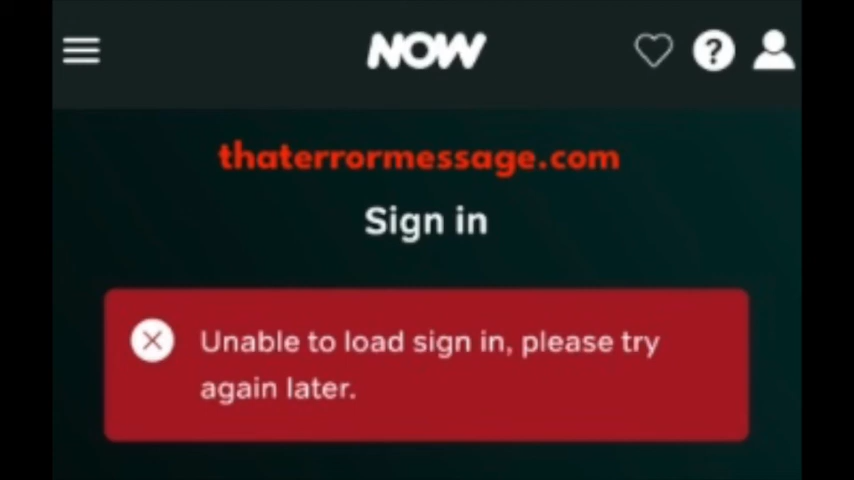 NOW
?
thaterrormessage.com
Sign in
Unable to load sign in, please try
again later.